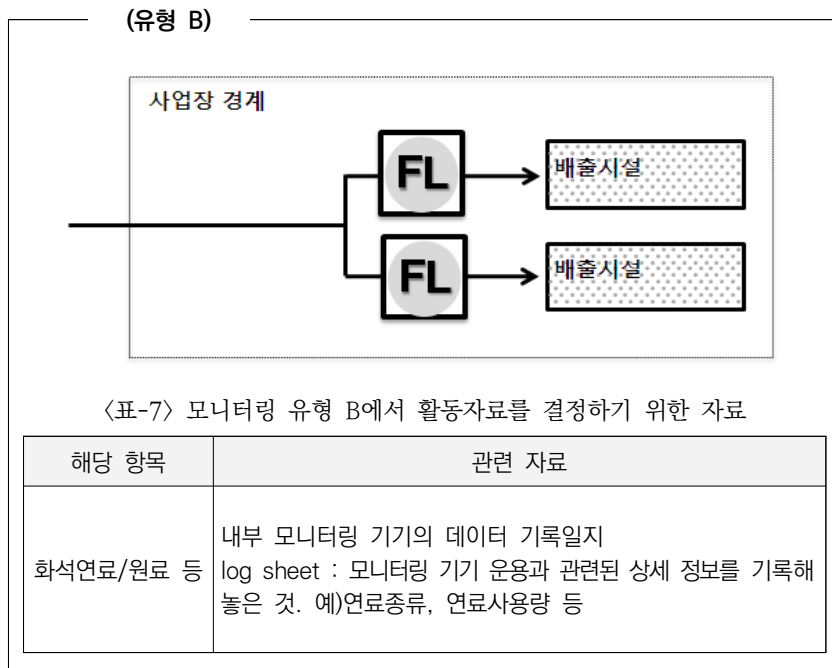 (유형 B)
사업장 경계
FL
배출시설
FL
배출시설
〈표-7〉 모니터링 유형 B에서 활동자료를 결정하기 위한 자료
해당 항목
관련 자료
화석연료/원료 등
내부 모니터링 기기의 데이터 기록일지
log sheet : 모니터링 기기 운용과 관련된 상세 정보를 기록해
놓은 것. 예)연료종류, 연료사용량 등